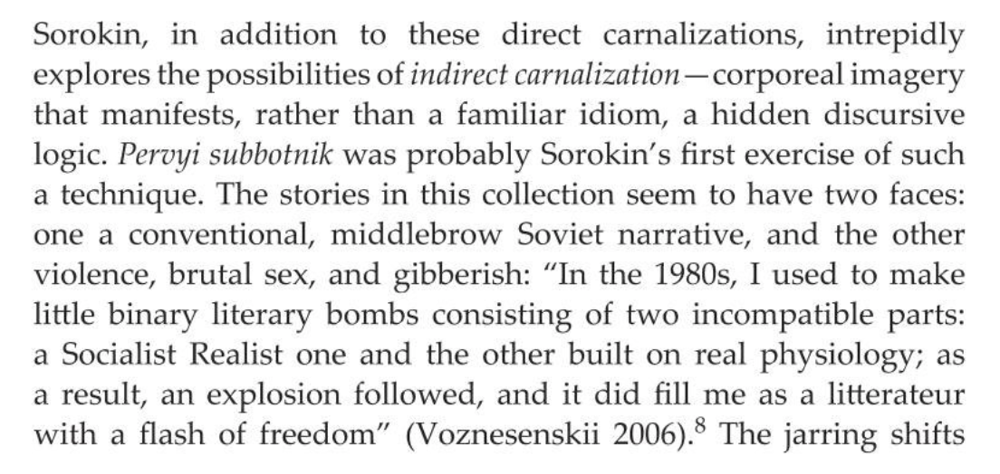 Sorokin, in addition to these direct carnalizations, intrepidly
explores the possibilities of indirect carnalization—corporeal imagery
that manifests, rather than a familiar idiom, a hidden discursive
logic. Pervyi subbotnik was probably Sorokin’s first exercise of such
a technique. The stories in this collection seem to have two faces:
one a conventional, middlebrow Soviet narrative, and the other
violence, brutal sex, and gibberish: “In the 1980s, I used to make
little binary literary bombs consisting of two incompatible parts:
a Socialist Realist one and the other built on real physiology; as
a result, an explosion followed, and it did fill me as a litterateur
with a flash of freedom” (Voznesenskii 2006).⁸ The jarring shifts